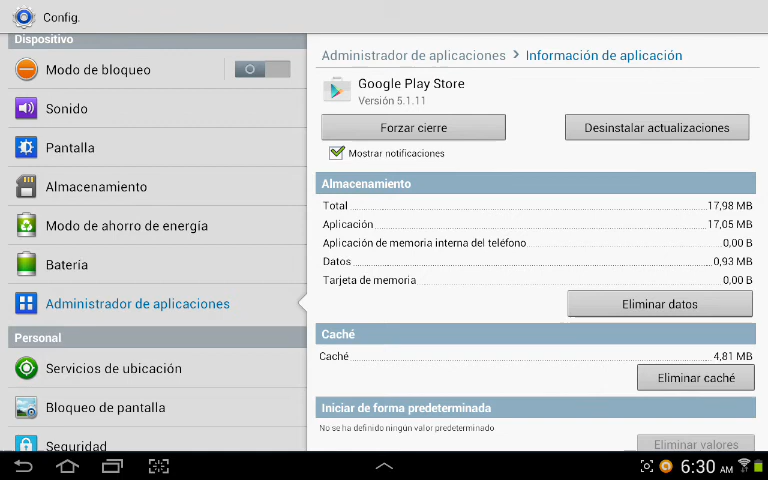 Config.
Dispositivo
Modo de bloqueo
Sonido
Pantalla
Almacenamiento
Modo de ahorro de energía
Batería
Administrador de aplicaciones
Personal
Servicios de ubicación
Bloqueo de pantalla
Seguridad
Administrador de aplicaciones > Información de aplicación
Google Play Store
Versión 5.1.11
Forzar cierre
Desinstalar actualizaciones
Mostrar notificaciones
Almacenamiento
Total 17,98 MB
Aplicación 17,05 MB
Aplicación de memoria interna del teléfono 0,00 B
Datos 0,93 MB
Tarjeta de memoria 0,00 B
Eliminar datos
Caché
Caché 4,81 MB
Eliminar caché
Iniciar de forma predeterminada
No se ha definido ningún valor predeterminado
Eliminar valores
6:30 AM